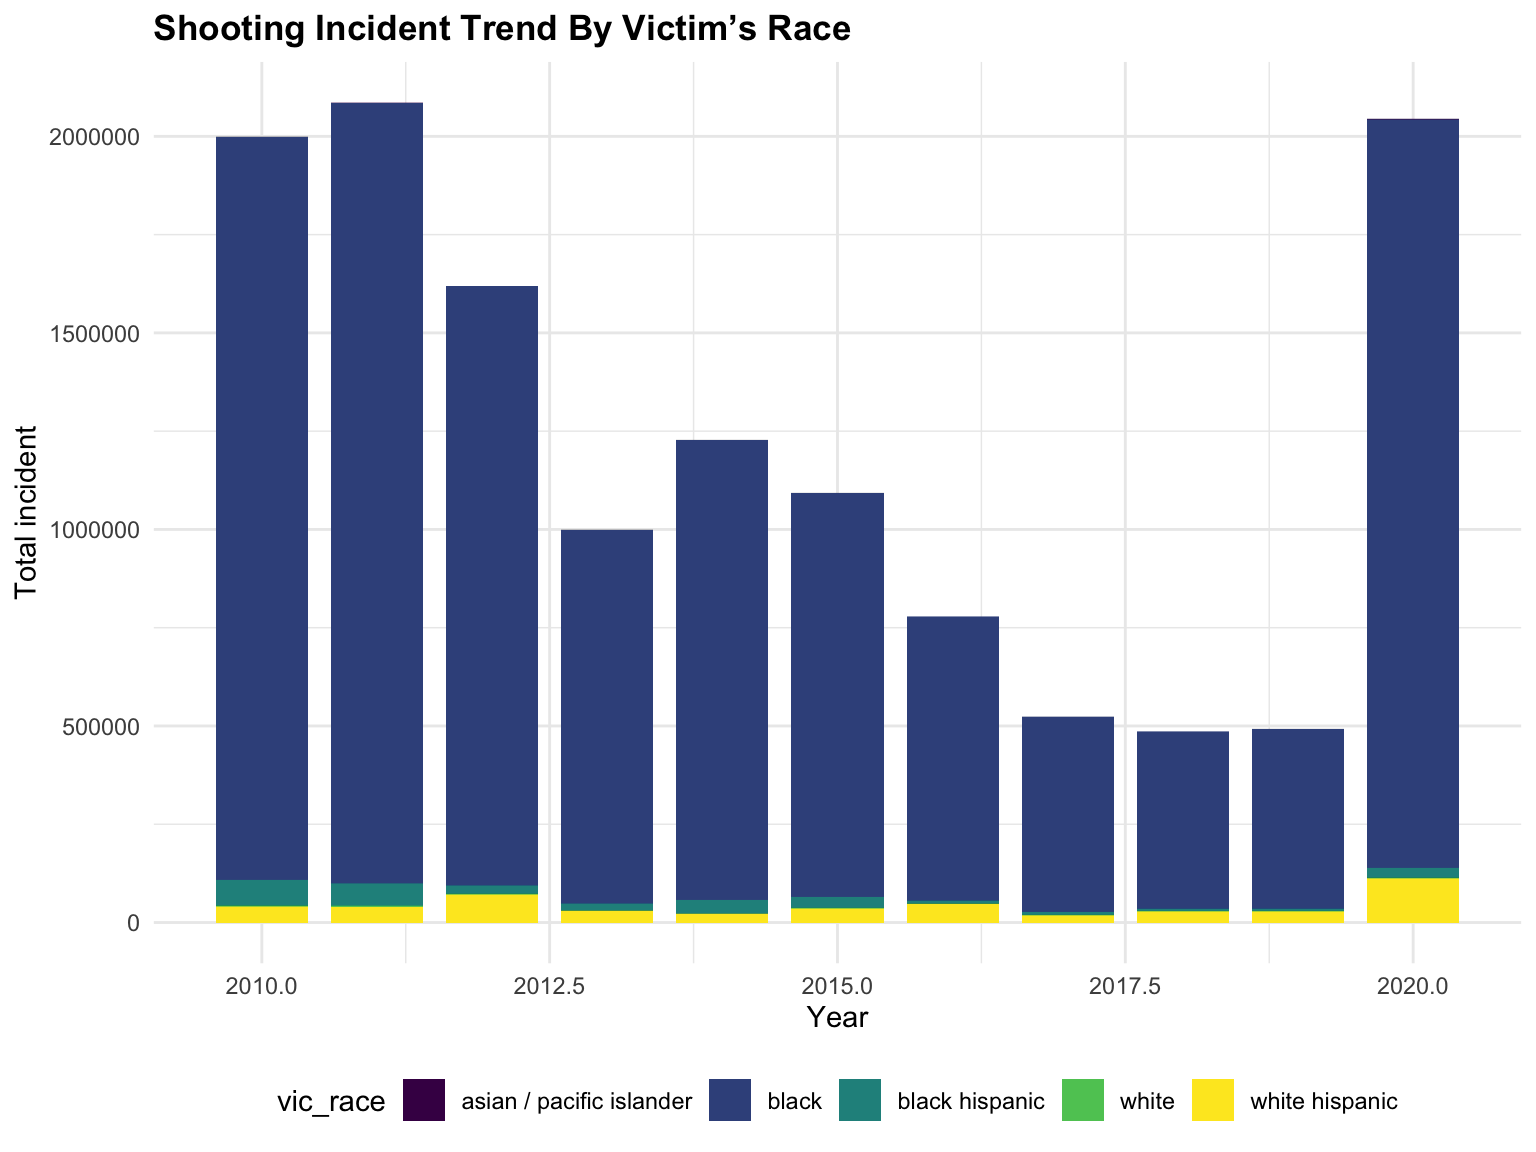 Shooting Incident Trend By Victim’s Race
2000000
1500000
1000000
500000
0
Total incident
2010.0 2012.5 2015.0 2017.5 2020.0
Year
vic_race asian / pacific islander black black hispanic white white hispanic